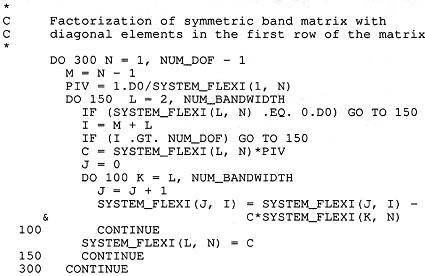 *
C Factorization of symmetric band matrix with
C diagonal elements in the first row of the matrix
*
DO 300 N = 1, NUM_DOF - 1
M = N - 1
PIV = 1.D0/SYSTEM_FLEXI(1, N)
DO 150 L = 2, NUM_BANDWIDTH
IF (SYSTEM_FLEXI(L, N) .EQ. 0.D0) GO TO 150
I = M + L
IF (I .GT. NUM_DOF) GO TO 150
C = SYSTEM_FLEXI(L, N)*PIV
J = 0
DO 100 K = L, NUM_BANDWIDTH
J = J + 1
SYSTEM_FLEXI(J, I) = SYSTEM_FLEXI(J, I) -
& C*SYSTEM_FLEXI(K, N)
100 CONTINUE
SYSTEM_FLEXI(L, N) = C
150 CONTINUE
300 CONTINUE